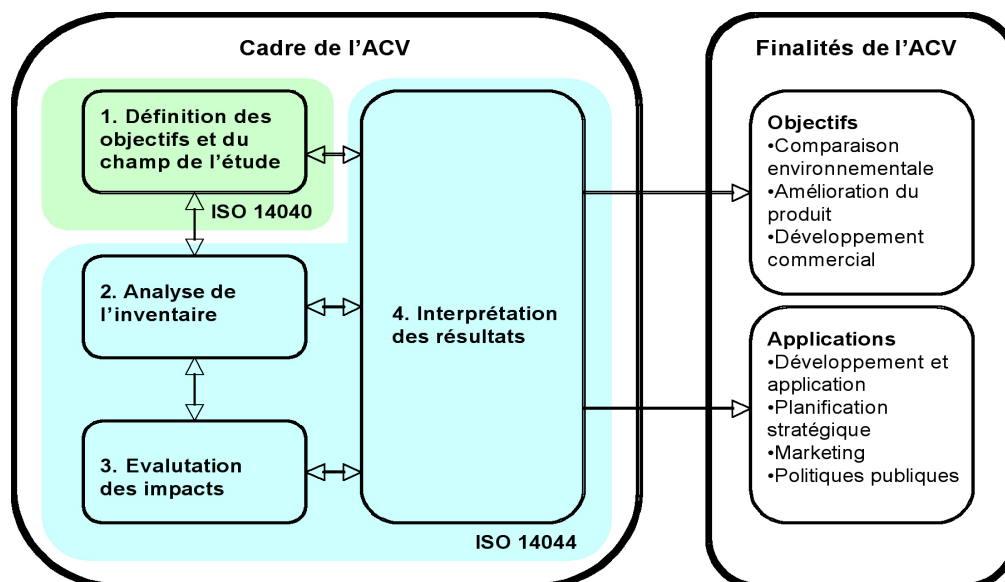 Cadre de l'ACV
1. Définition des
objectifs et du
champ de l'étude
ISO 14040
2. Analyse de
l'inventaire
3. Evalutation
des impacts
4. Interprétation
des résultats
ISO 14044
Finalités de l'ACV
Objectifs
•Comparaison
environnementale
•Amélioration du
produit
•Développement
commercial
Applications
•Développement et
application
•Planification
stratégique
•Marketing
•Politiques publiques